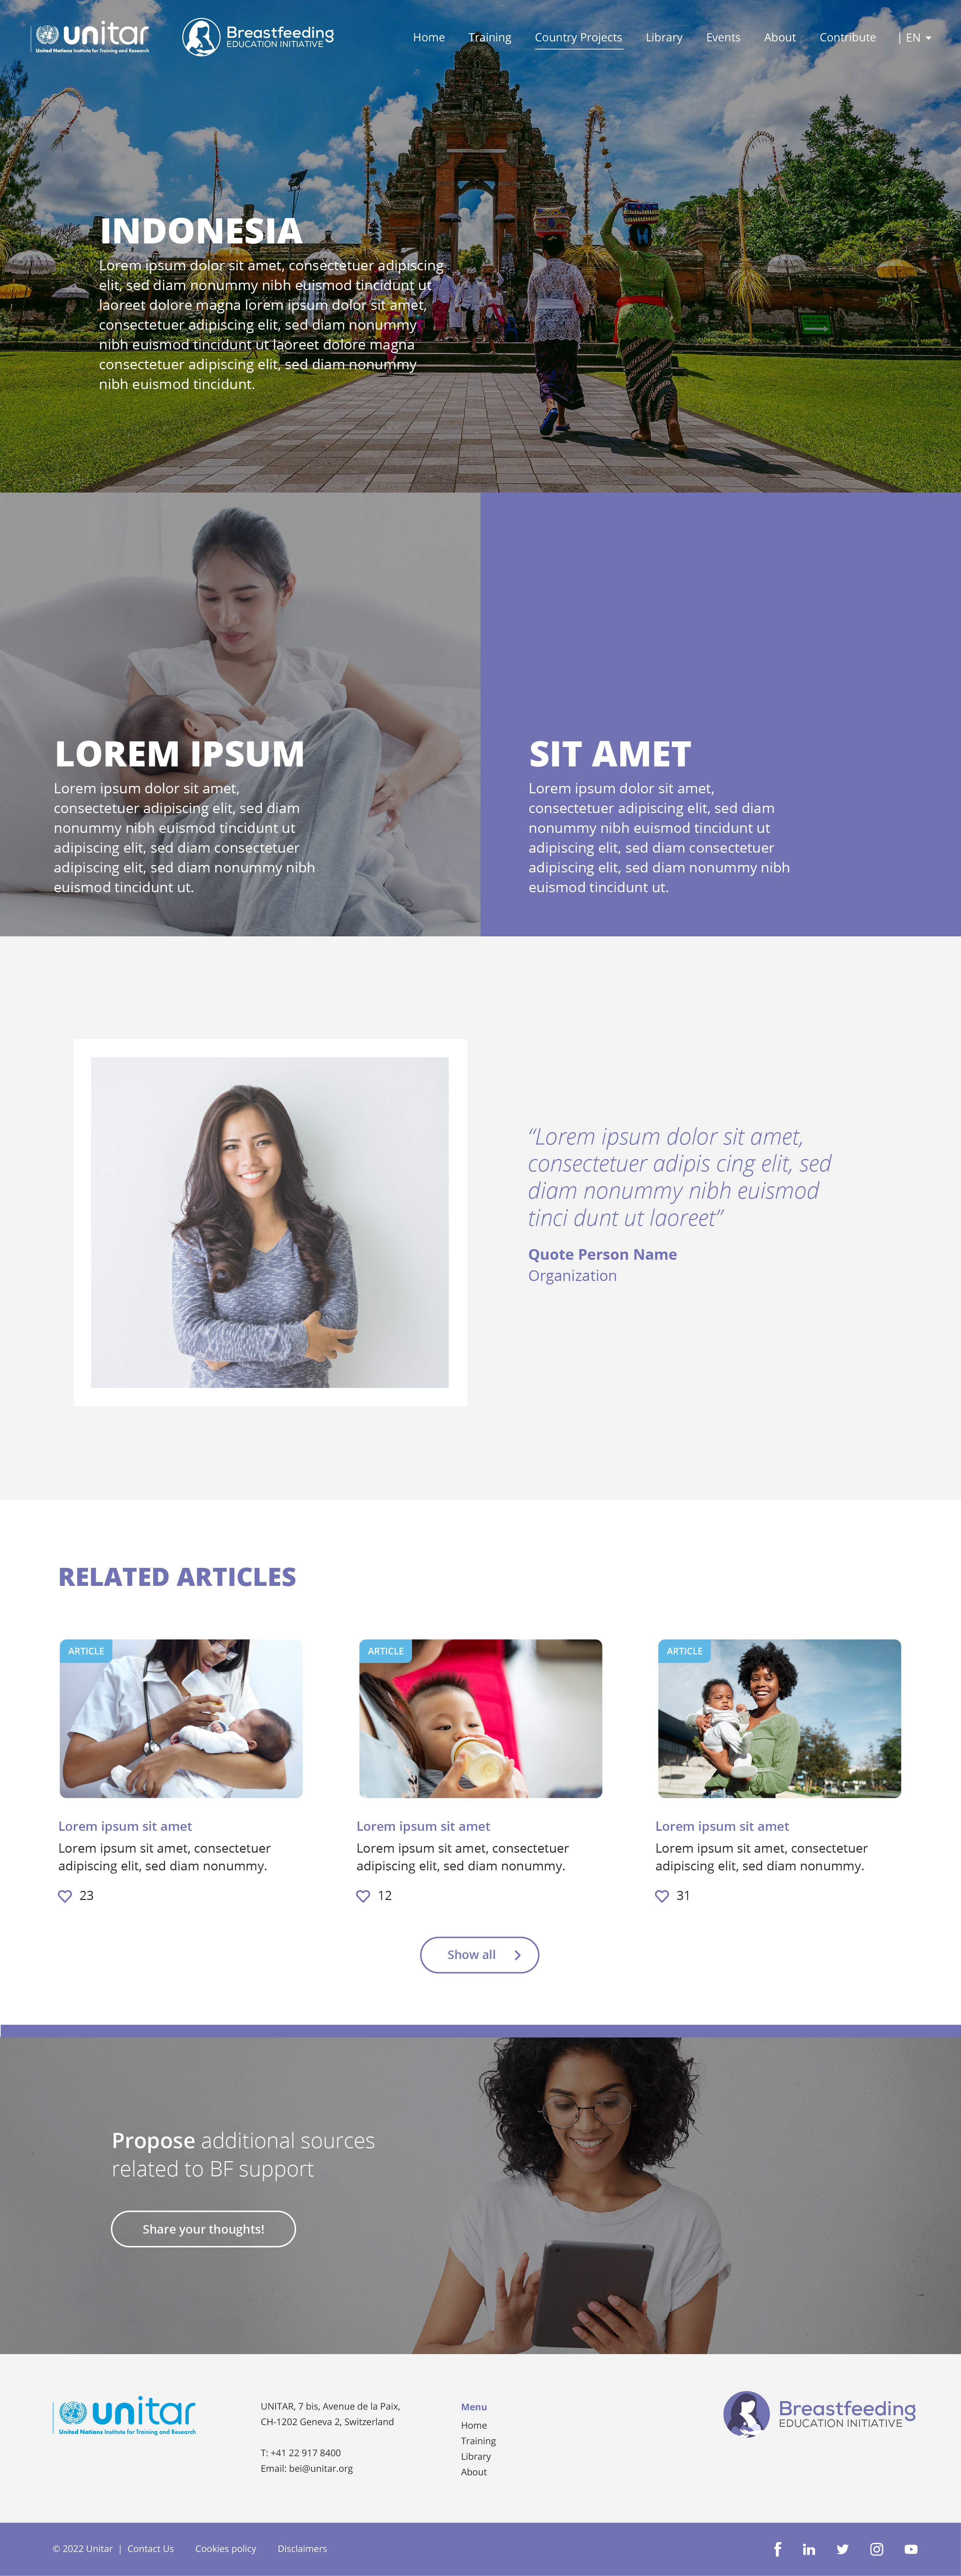 unitar
United Nations Institute for Training and Research
Breastfeeding
EDUCATION INITIATIVE
Home Training Country Projects Library Events About Contribute | EN
INDONESIA
Lorem ipsum dolor sit amet, consectetuer adipiscing
elit, sed diam nonummy nibh euismod tincidunt ut
laoreet dolore magna lorem ipsum dolor sit amet,
consectetuer adipiscing elit, sed diam nonummy
nibh euismod tincidunt ut laoreet dolore magna
consectetuer adipiscing elit, sed diam nonummy
nibh euismod tincidunt.
LOREM IPSUM
Lorem ipsum dolor sit amet,
consectetuer adipiscing elit, sed diam
nonummy nibh euismod tincidunt ut
adipiscing elit, sed diam consectetuer
adipiscing elit, sed diam nonummy nibh
euismod tincidunt ut.
SIT AMET
Lorem ipsum dolor sit amet,
consectetuer adipiscing elit, sed diam
nonummy nibh euismod tincidunt ut
adipiscing elit, sed diam consectetuer
adipiscing elit, sed diam nonummy nibh
euismod tincidunt ut.
“Lorem ipsum dolor sit amet,
consectetuer adipis cing elit, sed
diam nonummy nibh euismod
tinci dunt ut laoreet”
Quote Person Name
Organization
RELATED ARTICLES
ARTICLE
Lorem ipsum sit amet
Lorem ipsum sit amet, consectetuer
adipiscing elit, sed diam nonummy.
23
ARTICLE
Lorem ipsum sit amet
Lorem ipsum sit amet, consectetuer
adipiscing elit, sed diam nonummy.
12
ARTICLE
Lorem ipsum sit amet
Lorem ipsum sit amet, consectetuer
adipiscing elit, sed diam nonummy.
31
Show all
Propose additional sources
related to BF support
Share your thoughts!
unitar
United Nations Institute for Training and Research
UNITAR, 7 bis, Avenue de la Paix,
CH-1202 Geneva 2, Switzerland
T: +41 22 917 8400
Email: bei@unitar.org
Menu
Home
Training
Library
About
Breastfeeding
EDUCATION INITIATIVE
© 2022 Unitar | Contact Us Cookies policy Disclaimers